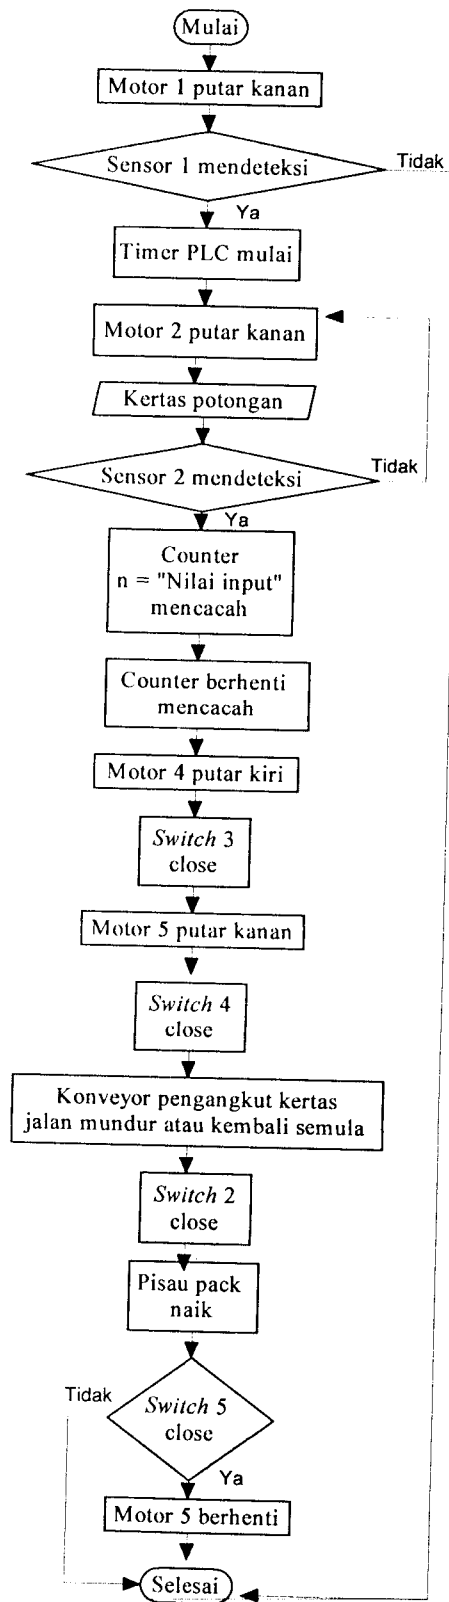 Mulai
Motor 1 putar kanan
Sensor 1 mendeteksi
Tidak
Ya
Timer PLC mulai
Motor 2 putar kanan
Kertas potongan
Sensor 2 mendeteksi
Tidak
Ya
Counter
n = "Nilai input"
mencacah
Counter berhenti
mencacah
Motor 4 putar kiri
Switch 3
close
Motor 5 putar kanan
Switch 4
close
Konveyor pengangkut kertas
jalan mundur atau kembali semula
Switch 2
close
Pisau pack
naik
Tidak
Switch 5
close
Ya
Motor 5 berhenti
Selesai